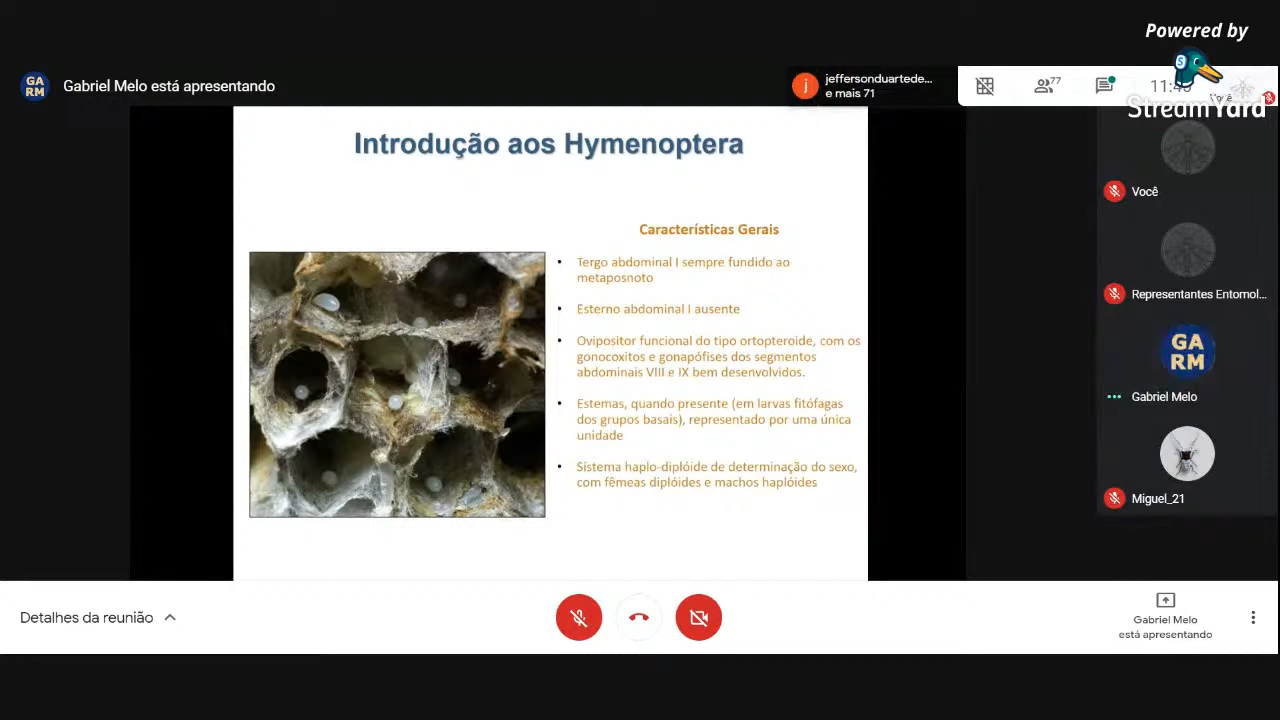 Powered by
StreamYard
GA
RM
Gabriel Melo está apresentando
j
jeffersonduartede...
e mais 71
77
Introdução aos Hymenoptera
Características Gerais
• Tergo abdominal I sempre fundido ao
metaposnoto
• Esterno abdominal I ausente
• Ovipositor funcional do tipo ortopteroide, com os
gonocoxitos e gonapófises dos segmentos
abdominais VIII e IX bem desenvolvidos.
• Estemas, quando presente (em larvas fitófagas
dos grupos basais), representado por uma única
unidade
• Sistema haplo-diplóide de determinação do sexo,
com fêmeas diplóides e machos haplóides
Você
Representantes Entomol...
GA
RM
Gabriel Melo
Miguel_21
Detalhes da reunião
Gabriel Melo
está apresentando